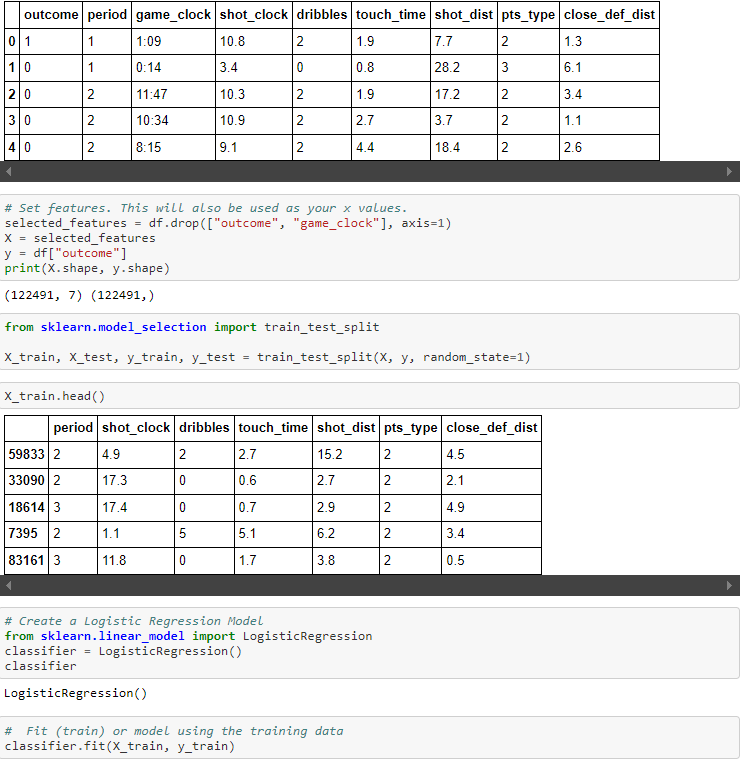 outcome period game_clock shot_clock dribbles touch_time shot_dist pts_type close_def_dist
0 1 1 1:09 10.8 2 1.9 7.7 2 1.3
1 0 1 0:14 3.4 0 0.8 28.2 3 6.1
2 0 2 11:47 10.3 2 1.9 17.2 2 3.4
3 0 2 10:34 10.9 2 2.7 3.7 2 1.1
4 0 2 8:15 9.1 2 4.4 18.4 2 2.6
# Set features. This will also be used as your x values.
selected_features = df.drop(["outcome", "game_clock"], axis=1)
X = selected_features
y = df["outcome"]
print(X.shape, y.shape)
(122491, 7) (122491,)
from sklearn.model_selection import train_test_split
X_train, X_test, y_train, y_test = train_test_split(X, y, random_state=1)
X_train.head()
period shot_clock dribbles touch_time shot_dist pts_type close_def_dist
59833 2 4.9 2 2.7 15.2 2 4.5
33090 2 17.3 0 0.6 2.7 2 2.1
18614 3 17.4 0 0.7 2.9 2 4.9
7395 2 1.1 5 5.1 6.2 2 3.4
83161 3 11.8 0 1.7 3.8 2 0.5
# Create a Logistic Regression Model
from sklearn.linear_model import LogisticRegression
classifier = LogisticRegression()
classifier
LogisticRegression()
#  Fit (train) or model using the training data
classifier.fit(X_train, y_train)